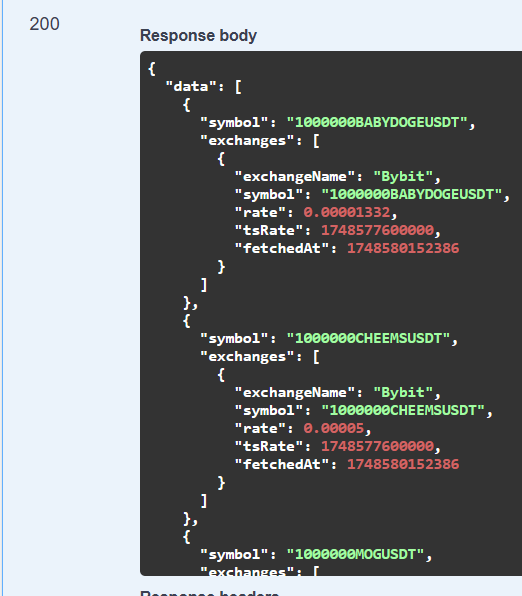 200
Response body
{
  "data": [
    {
      "symbol": "1000000BABYDOGEUSDT",
      "exchanges": [
        {
          "exchangeName": "Bybit",
          "symbol": "1000000BABYDOGEUSDT",
          "rate": 0.00001332,
          "tsRate": 1748577600000,
          "fetchedAt": 1748580152386
        }
      ]
    },
    {
      "symbol": "1000000CHEEMSUSDT",
      "exchanges": [
        {
          "exchangeName": "Bybit",
          "symbol": "1000000CHEEMSUSDT",
          "rate": 0.00005,
          "tsRate": 1748577600000,
          "fetchedAt": 1748580152386
        }
      ]
    },
    {
      "symbol": "1000000MOGUSDT",
      "exchanges": [
Response headers